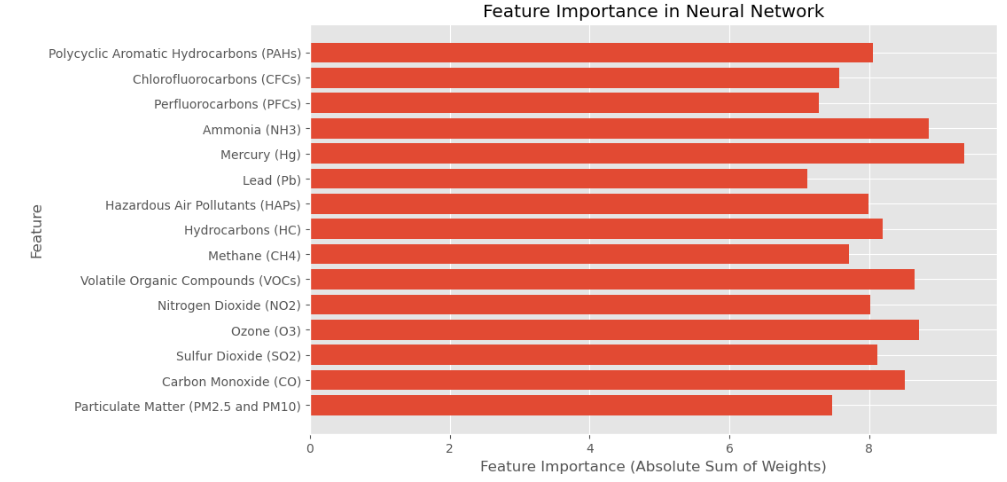 Feature Importance in Neural Network
Polycyclic Aromatic Hydrocarbons (PAHs)
Chlorofluorocarbons (CFCs)
Perfluorocarbons (PFCs)
Ammonia (NH3)
Mercury (Hg)
Lead (Pb)
Hazardous Air Pollutants (HAPs)
Hydrocarbons (HC)
Methane (CH4)
Volatile Organic Compounds (VOCs)
Nitrogen Dioxide (NO2)
Ozone (O3)
Sulfur Dioxide (SO2)
Carbon Monoxide (CO)
Particulate Matter (PM2.5 and PM10)
Feature
0 2 4 6 8
Feature Importance (Absolute Sum of Weights)